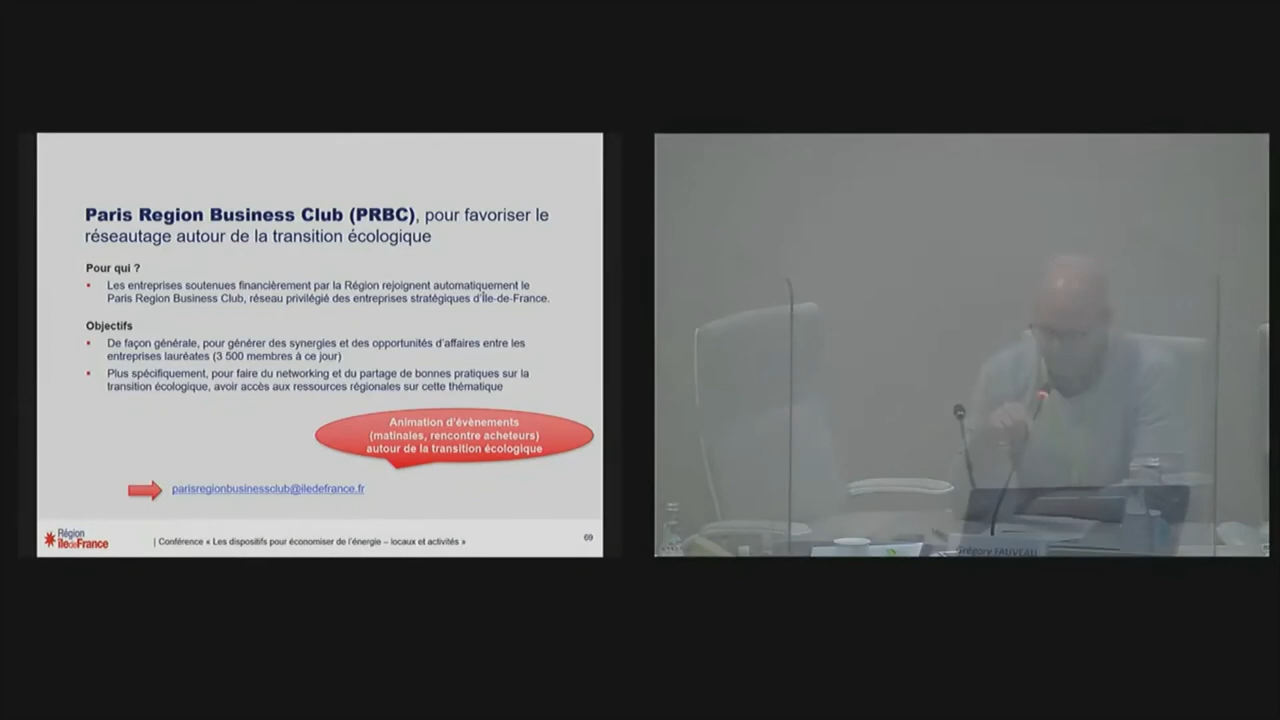 Paris Region Business Club (PRBC), pour favoriser le
réseautage autour de la transition écologique
Pour qui ?
Les entreprises soutenues financièrement par la Région rejoignent automatiquement le
Paris Region Business Club, réseau privilégié des entreprises stratégiques d'Île-de-France.
Objectifs
De façon générale, pour générer des synergies et des opportunités d'affaires entre les
entreprises lauréates (3 500 membres à ce jour)
Plus spécifiquement, pour faire du networking et du partage de bonnes pratiques sur la
transition écologique, avoir accès aux ressources régionales sur cette thématique
Animation d'évènements
(matinales, rencontre acheteurs)
autour de la transition écologique
parisregionbusinessclub@iledefrance.fr
Région
îledeFrance
| Conférence « Les dispositifs pour économiser de l'énergie – locaux et activités »
69
Grégory FAUVEAU